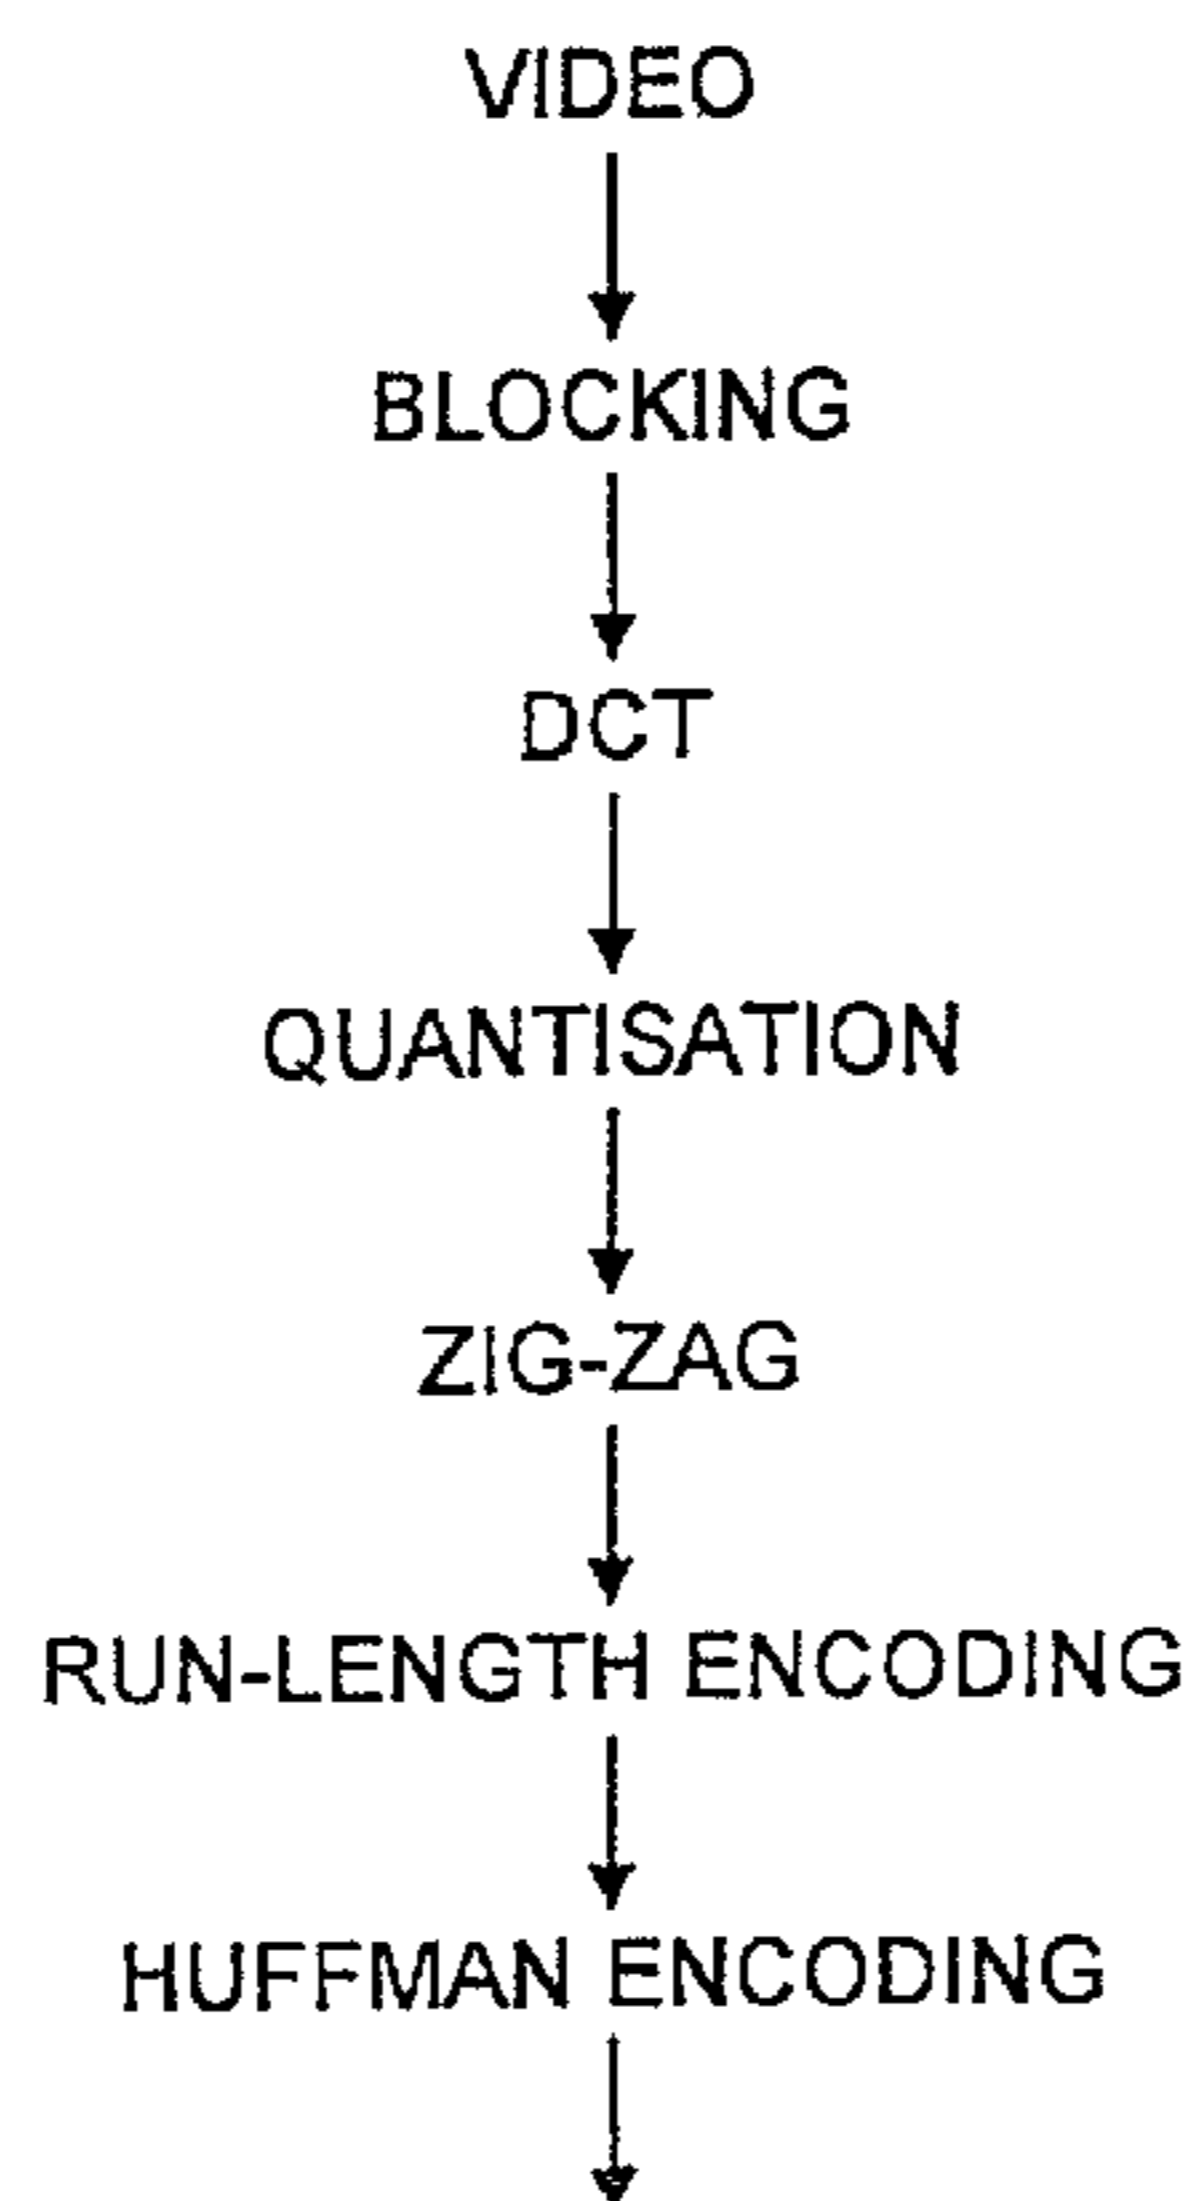 VIDEO
BLOCKING
DCT
QUANTISATION
ZIG-ZAG
RUN-LENGTH ENCODING
HUFFMAN ENCODING